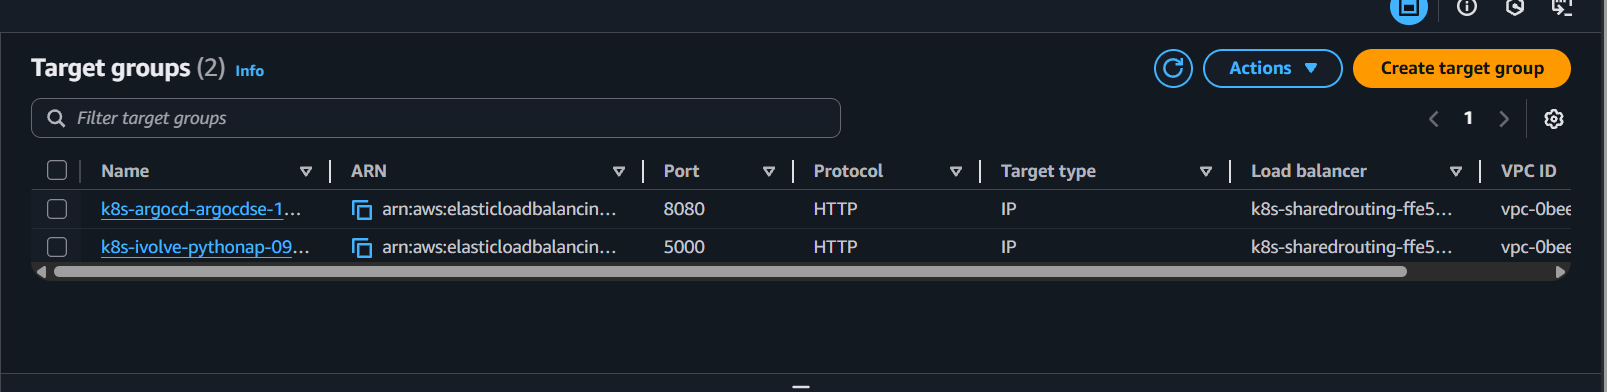 Target groups (2) Info
Actions
Create target group
Filter target groups
1
Name ARN Port Protocol Target type Load balancer VPC ID
k8s-argocd-argocdse-1... arn:aws:elasticloadbalancin... 8080 HTTP IP k8s-sharedrouting-ffe5... vpc-0bee
k8s-ivolve-pythonap-09... arn:aws:elasticloadbalancin... 5000 HTTP IP k8s-sharedrouting-ffe5... vpc-0bee